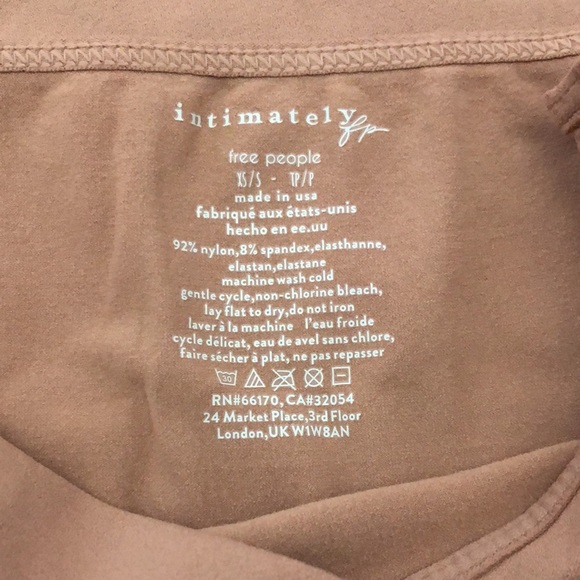 intimately fp
free people
XS/S - TP/P
made in usa
fabriqué aux états-unis
hecho en ee.uu
92% nylon,8% spandex,elasthanne,
elastan,elastane
machine wash cold
gentle cycle,non-chlorine bleach,
lay flat to dry,do not iron
laver à la machine l'eau froide
cycle délicat, eau de avel sans chlore,
faire sécher à plat, ne pas repasser
30
RN#66170, CA#32054
24 Market Place,3rd Floor
London,UK W1W8AN